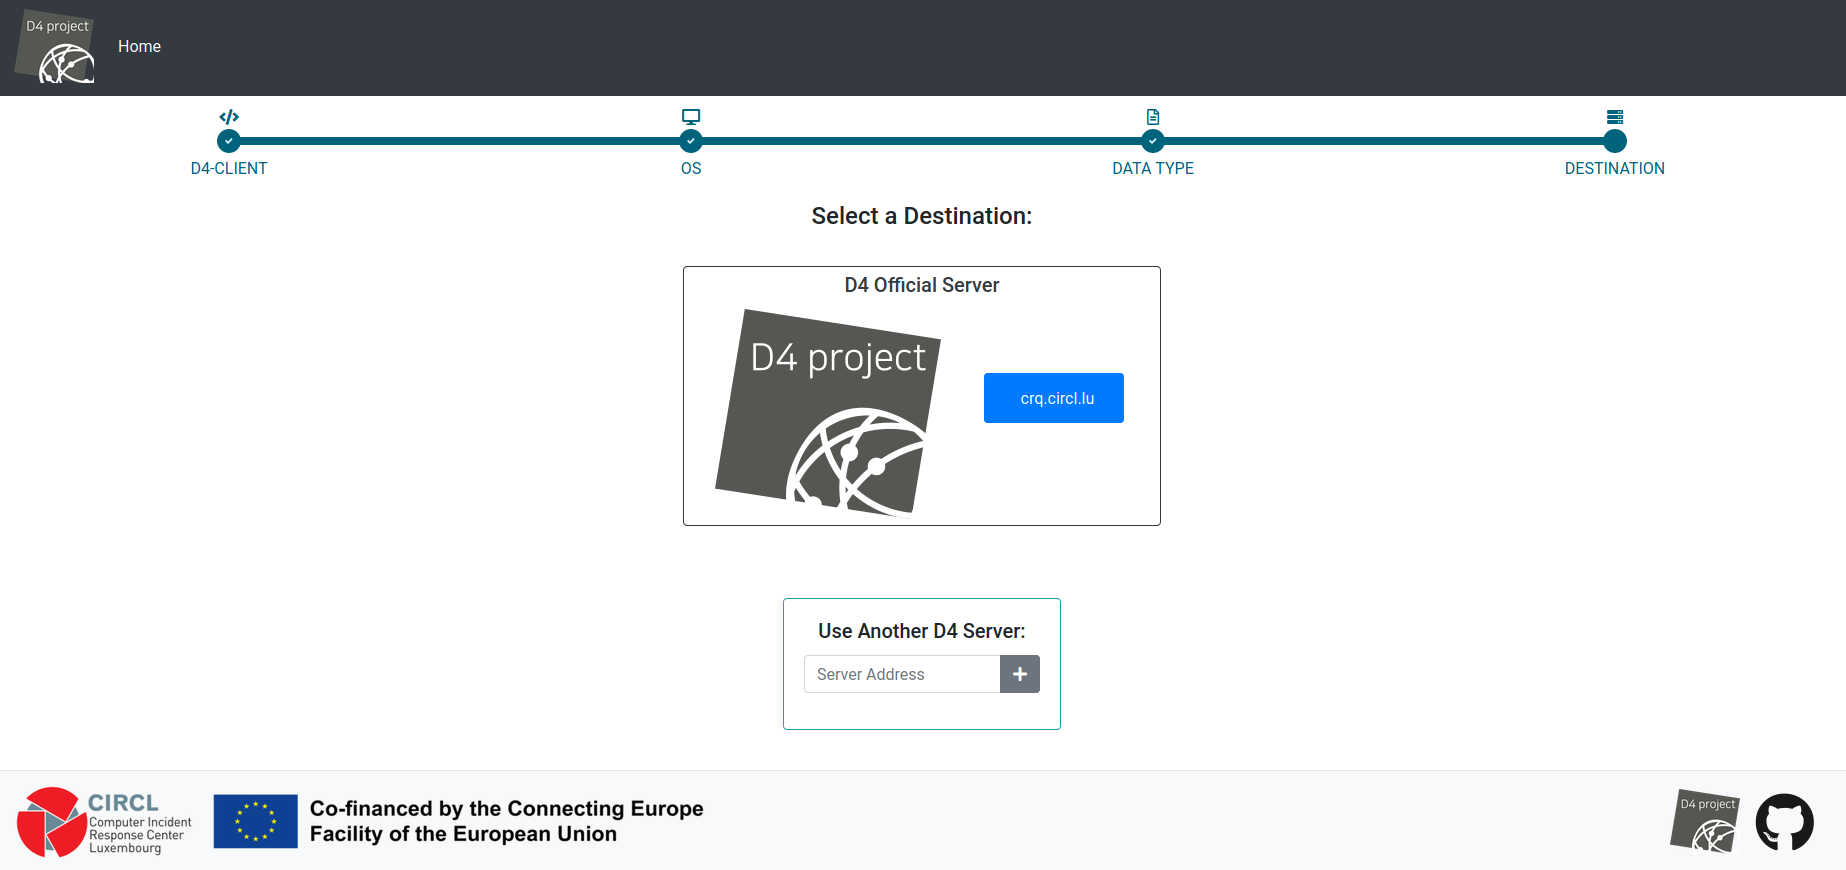 D4 project
Home
D4-CLIENT
OS
DATA TYPE
DESTINATION
Select a Destination:
D4 Official Server
D4 project
crq.circl.lu
Use Another D4 Server:
Server Address
CIRCL
Computer Incident
Response Center
Luxembourg
Co-financed by the Connecting Europe
Facility of the European Union
D4 project